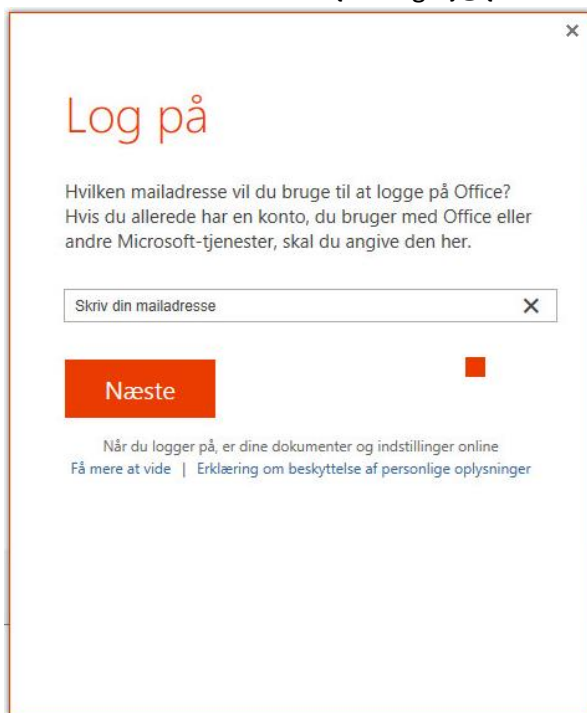 Log på
Hvilken mailadresse vil du bruge til at logge på Office?
Hvis du allerede har en konto, du bruger med Office eller
andre Microsoft-tjenester, skal du angive den her.
Skriv din mailadresse
Næste
Når du logger på, er dine dokumenter og indstillinger online
Få mere at vide | Erklæring om beskyttelse af personlige oplysninger